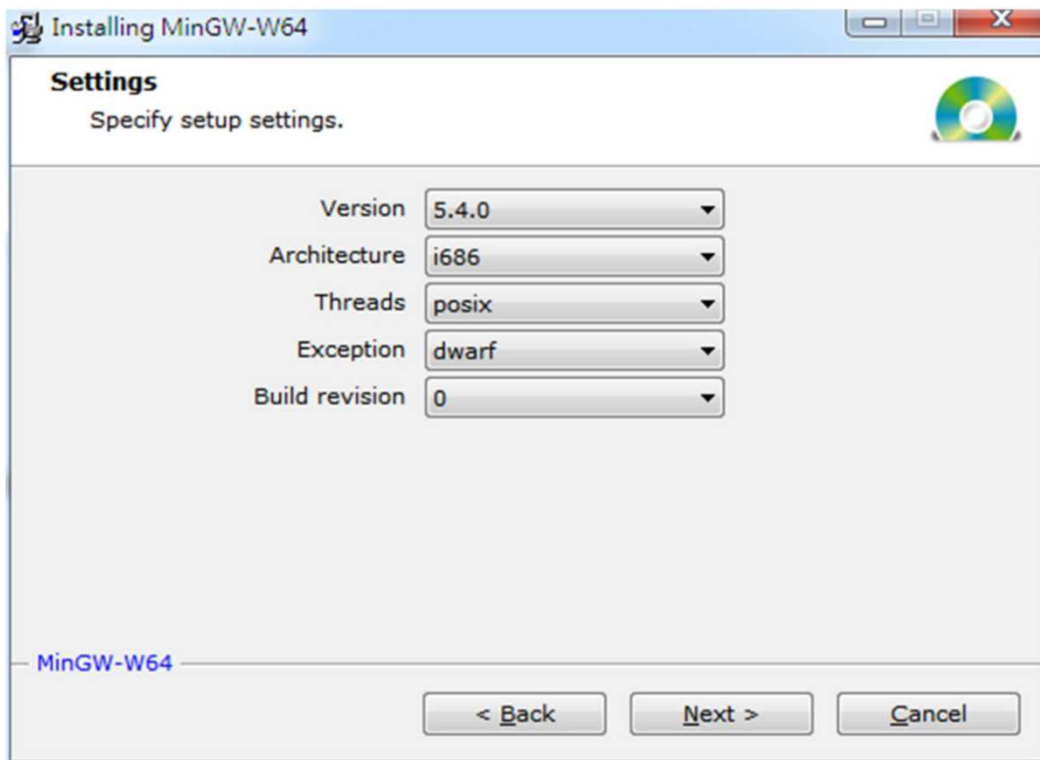 Installing MinGW-W64
Settings
Specify setup settings.
Version 5.4.0
Architecture i686
Threads posix
Exception dwarf
Build revision 0
MinGW-W64
< Back Next > Cancel